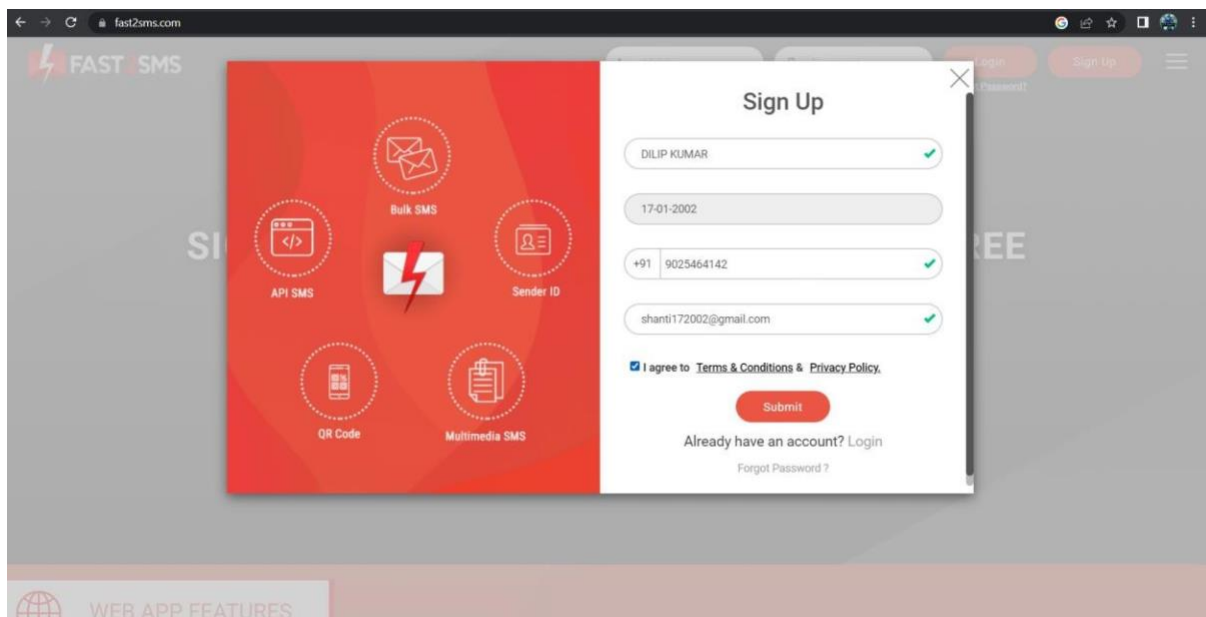 fast2sms.com
FAST2SMS
Login
Sign Up
Password?
SI
REE
Bulk SMS
API SMS
Sender ID
QR Code
Multimedia SMS
Sign Up
DILIP KUMAR
17-01-2002
+91 9025464142
shanti172002@gmail.com
I agree to Terms & Conditions & Privacy Policy.
Submit
Already have an account? Login
Forgot Password ?
WEB APP FEATURES